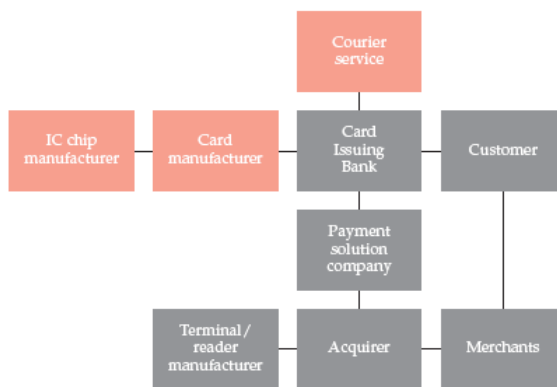 Courier
service
IC chip
manufacturer
Card
manufacturer
Card
Issuing
Bank
Customer
Payment
solution
company
Terminal/
reader
manufacturer
Acquirer
Merchants